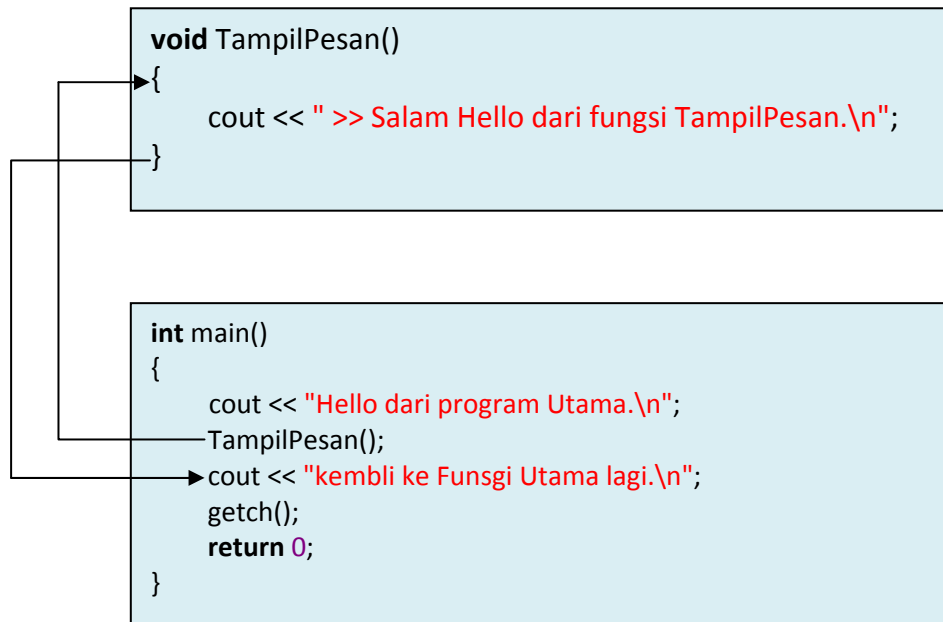 void TampilPesan()
{
cout << " >> Salam Hello dari fungsi TampilPesan.\n";
}
int main()
{
cout << "Hello dari program Utama.\n";
TampilPesan();
cout << "kembli ke Funsgi Utama lagi.\n";
getch();
return 0;
}